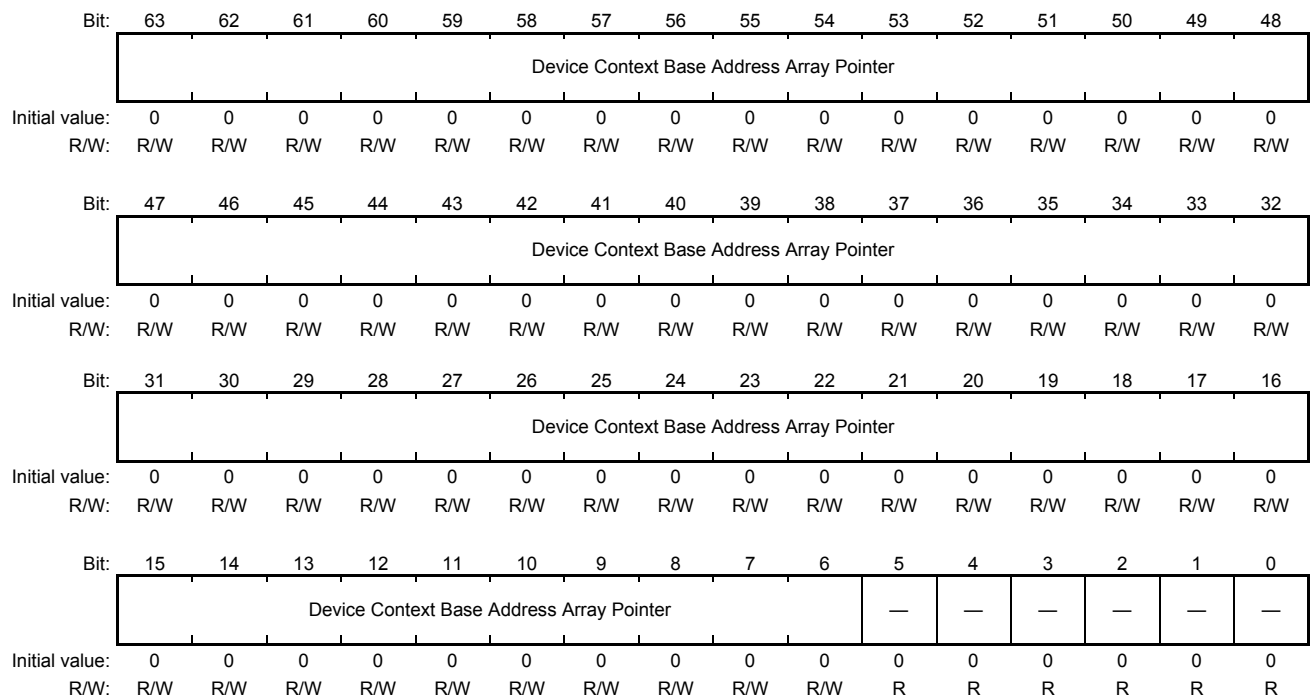 Bit: 63 62 61 60 59 58 57 56 55 54 53 52 51 50 49 48
Device Context Base Address Array Pointer
Initial value: 0 0 0 0 0 0 0 0 0 0 0 0 0 0 0 0
R/W: R/W R/W R/W R/W R/W R/W R/W R/W R/W R/W R/W R/W R/W R/W R/W R/W
Bit: 47 46 45 44 43 42 41 40 39 38 37 36 35 34 33 32
Device Context Base Address Array Pointer
Initial value: 0 0 0 0 0 0 0 0 0 0 0 0 0 0 0 0
R/W: R/W R/W R/W R/W R/W R/W R/W R/W R/W R/W R/W R/W R/W R/W R/W R/W
Bit: 31 30 29 28 27 26 25 24 23 22 21 20 19 18 17 16
Device Context Base Address Array Pointer
Initial value: 0 0 0 0 0 0 0 0 0 0 0 0 0 0 0 0
R/W: R/W R/W R/W R/W R/W R/W R/W R/W R/W R/W R/W R/W R/W R/W R/W R/W
Bit: 15 14 13 12 11 10 9 8 7 6 5 4 3 2 1 0
Device Context Base Address Array Pointer — — — — — —
Initial value: 0 0 0 0 0 0 0 0 0 0 0 0 0 0 0 0
R/W: R/W R/W R/W R/W R/W R/W R/W R/W R/W R/W R R R R R R